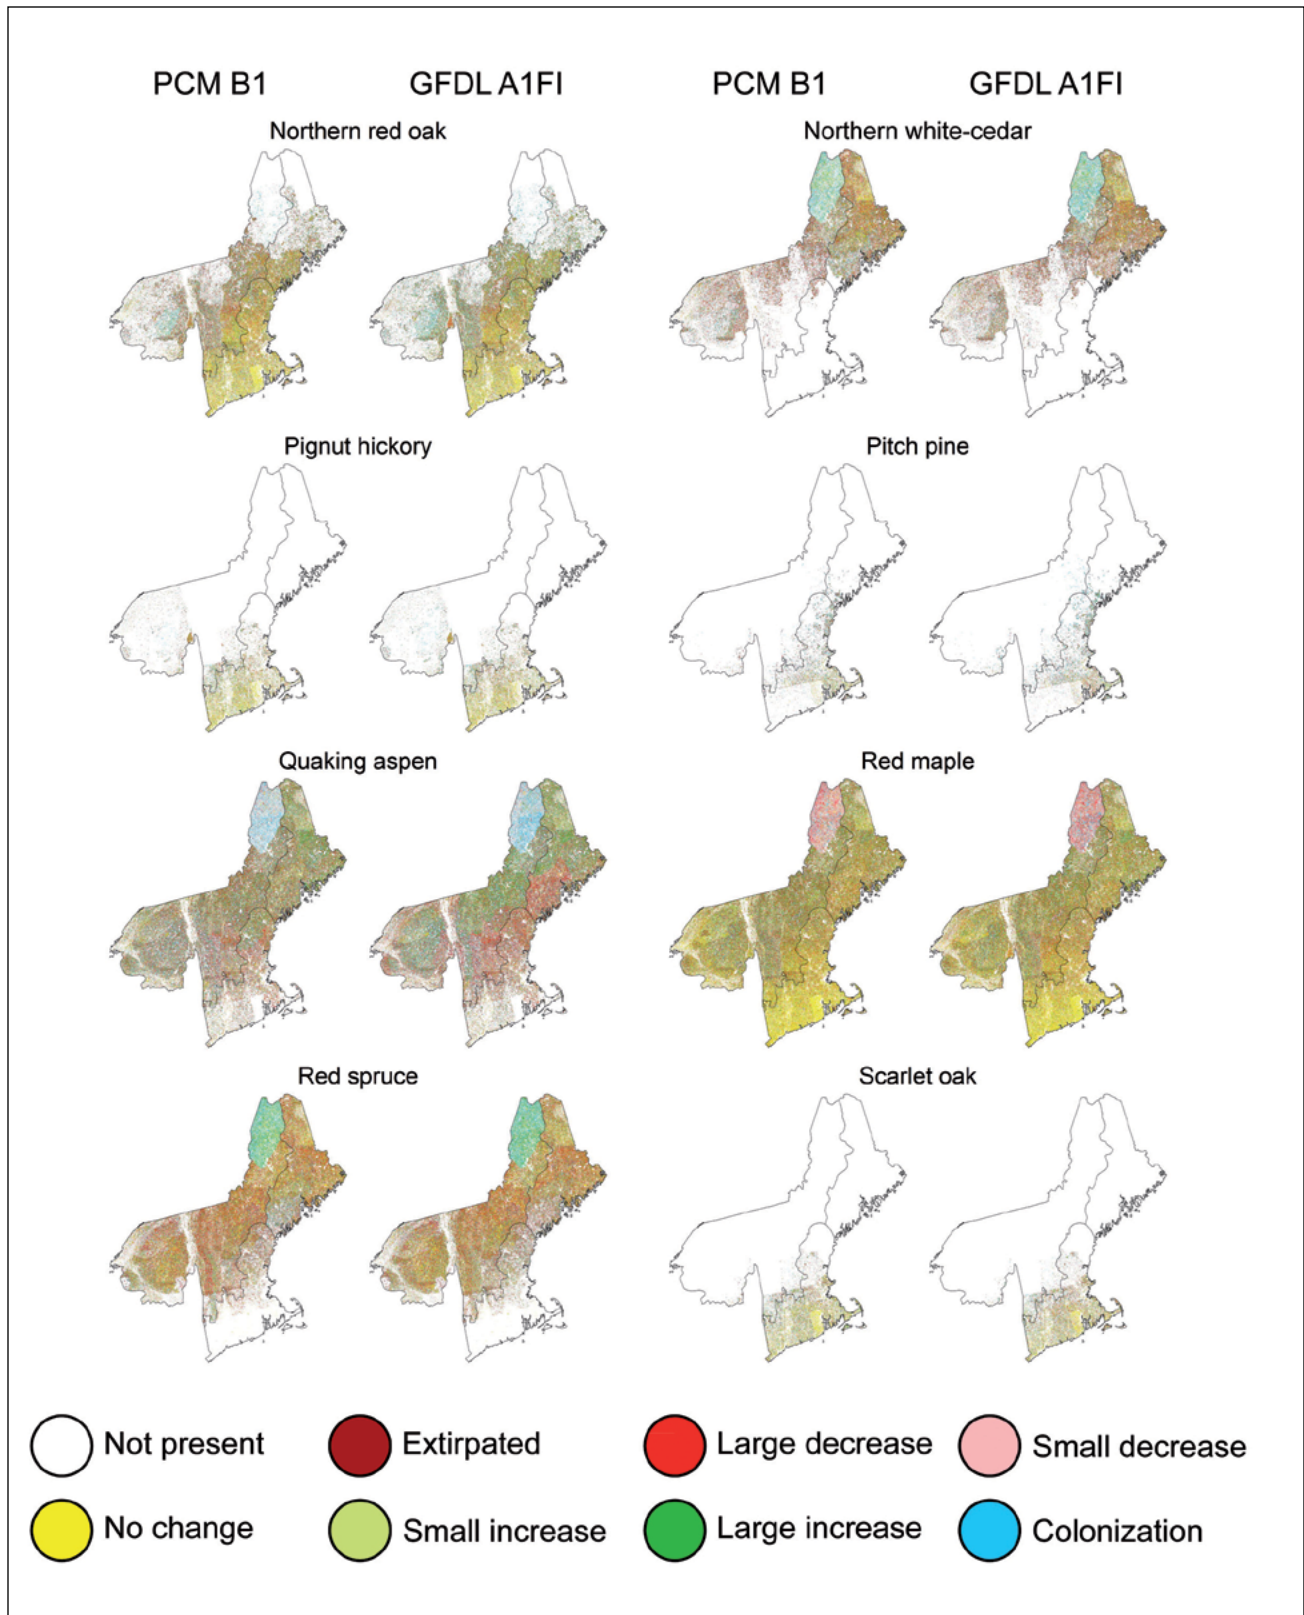 PCM B1 GFDL A1FI PCM B1 GFDL A1FI
Northern red oak Northern white-cedar
Pignut hickory Pitch pine
Quaking aspen Red maple
Red spruce Scarlet oak
Not present Extirpated Large decrease Small decrease
No change Small increase Large increase Colonization